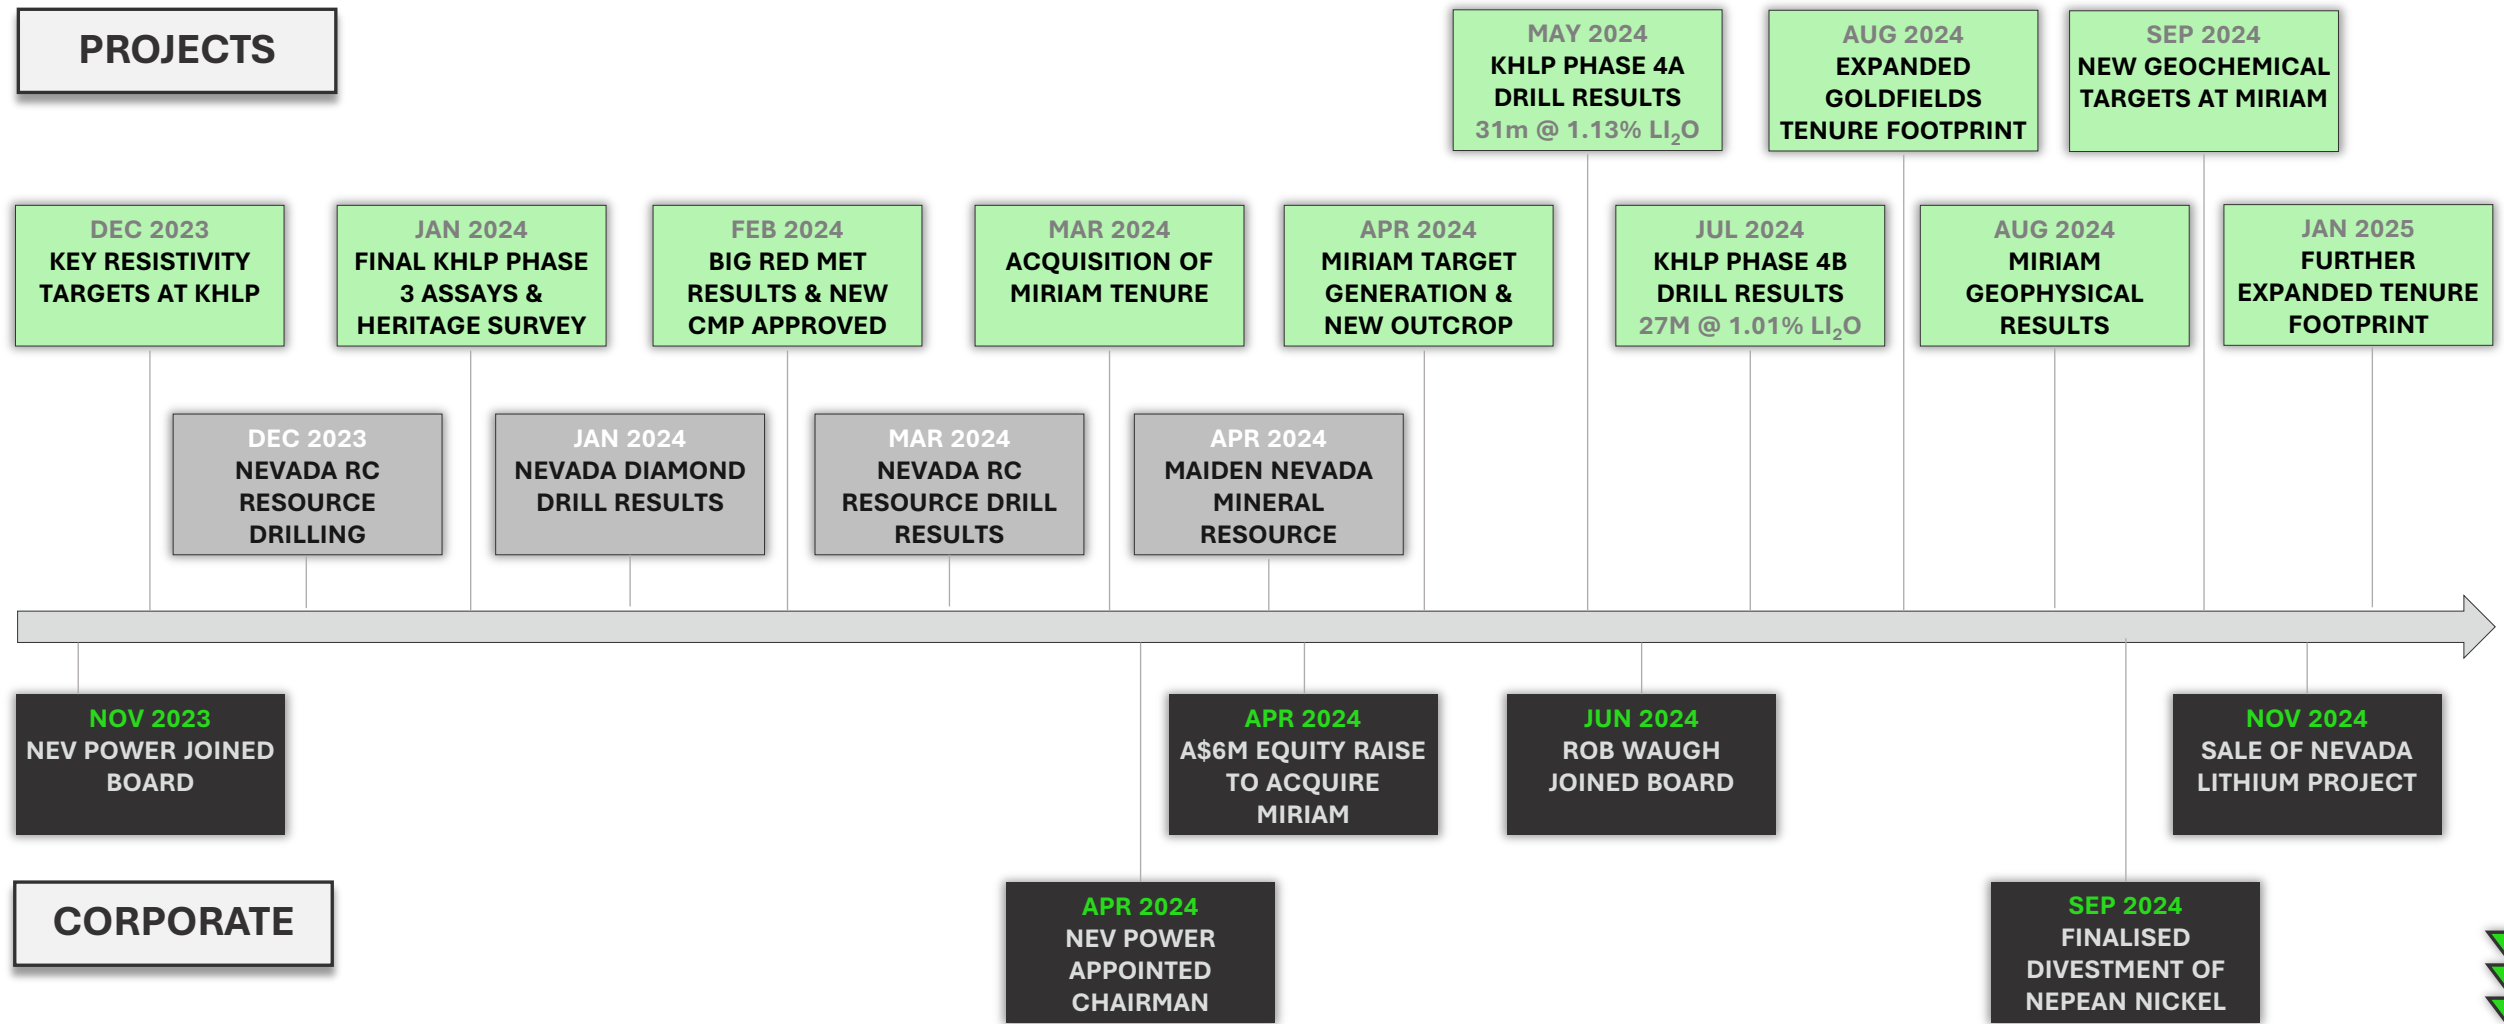 PROJECTS
MAY 2024
KHLP PHASE 4A
DRILL RESULTS
31m @ 1.13% LI₂O
AUG 2024
EXPANDED
GOLDFIELDS
TENURE FOOTPRINT
SEP 2024
NEW GEOCHEMICAL
TARGETS AT MIRIAM
DEC 2023
KEY RESISTIVITY
TARGETS AT KHLP
JAN 2024
FINAL KHLP PHASE
3 ASSAYS &
HERITAGE SURVEY
FEB 2024
BIG RED MET
RESULTS & NEW
CMP APPROVED
MAR 2024
ACQUISITION OF
MIRIAM TENURE
APR 2024
MIRIAM TARGET
GENERATION &
NEW OUTCROP
JUL 2024
KHLP PHASE 4B
DRILL RESULTS
27M @ 1.01% LI₂O
AUG 2024
MIRIAM
GEOPHYSICAL
RESULTS
JAN 2025
FURTHER
EXPANDED TENURE
FOOTPRINT
DEC 2023
NEVADA RC
RESOURCE
DRILLING
JAN 2024
NEVADA DIAMOND
DRILL RESULTS
MAR 2024
NEVADA RC
RESOURCE DRILL
RESULTS
APR 2024
MAIDEN NEVADA
MINERAL
RESOURCE
NOV 2023
NEV POWER JOINED
BOARD
APR 2024
A$6M EQUITY RAISE
TO ACQUIRE
MIRIAM
JUN 2024
ROB WAUGH
JOINED BOARD
NOV 2024
SALE OF NEVADA
LITHIUM PROJECT
CORPORATE
APR 2024
NEV POWER
APPOINTED
CHAIRMAN
SEP 2024
FINALISED
DIVESTMENT OF
NEPEAN NICKEL